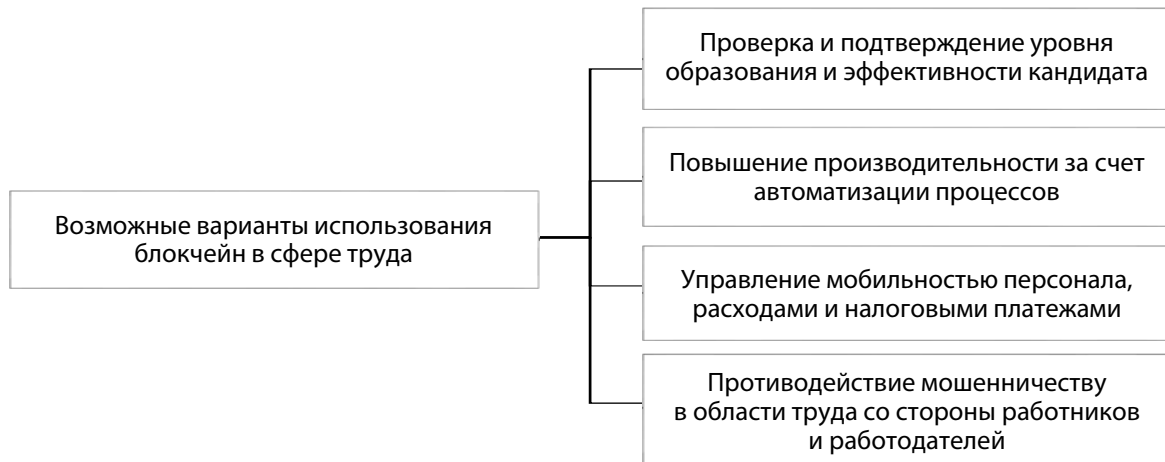 Возможные варианты использования
блокчейн в сфере труда
Проверка и подтверждение уровня
образования и эффективности кандидата
Повышение производительности за счет
автоматизации процессов
Управление мобильностью персонала,
расходами и налоговыми платежами
Противодействие мошенничеству
в области труда со стороны работников
и работодателей